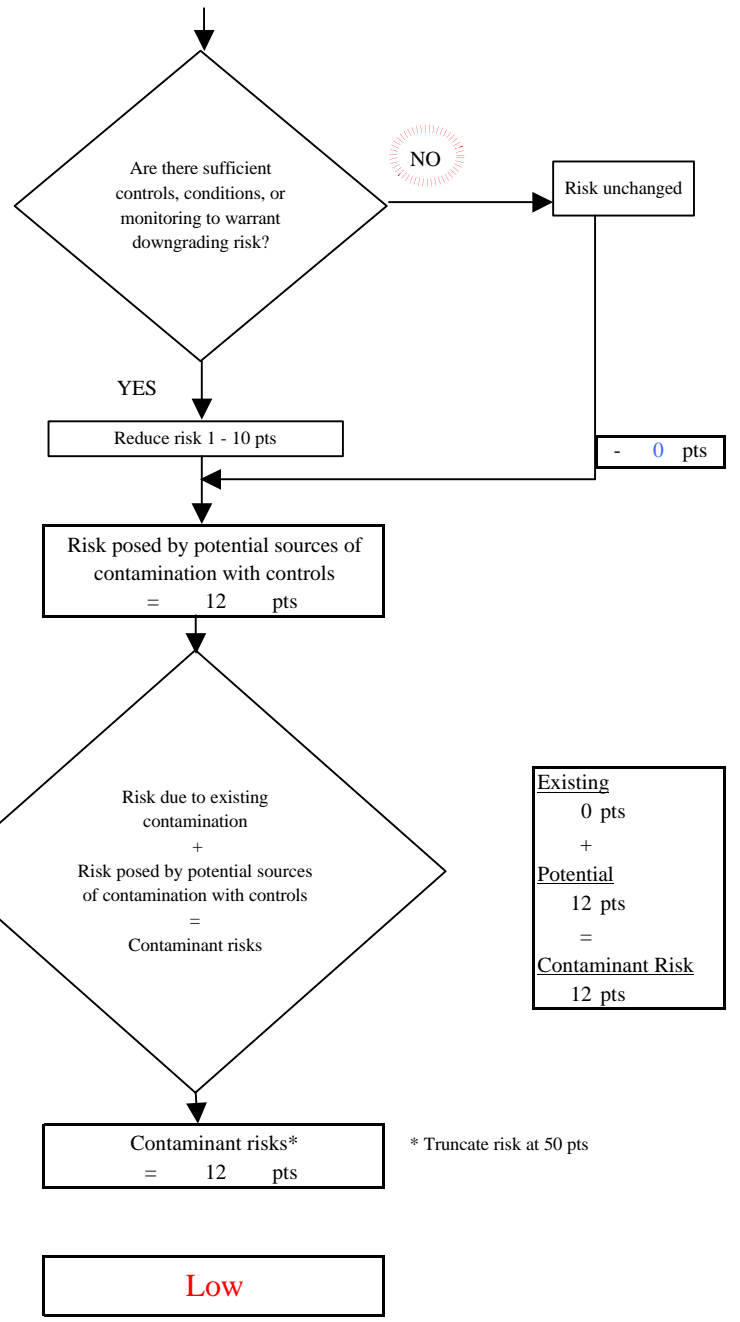 Are there sufficient
controls, conditions, or
monitoring to warrant
downgrading risk?
NO
Risk unchanged
YES
Reduce risk 1 - 10 pts
- 0 pts
Risk posed by potential sources of
contamination with controls
= 12 pts
Risk due to existing
contamination
+
Risk posed by potential sources
of contamination with controls
=
Contaminant risks
Existing
0 pts
+
Potential
12 pts
=
Contaminant Risk
12 pts
Contaminant risks*
= 12 pts
* Truncate risk at 50 pts
Low